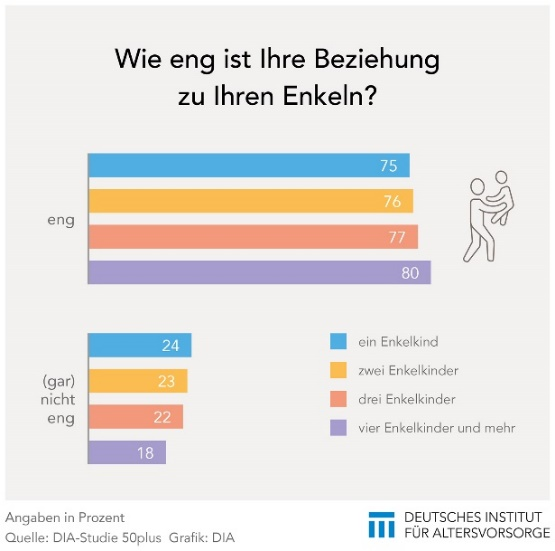 Wie eng ist Ihre Beziehung
zu Ihren Enkeln?
eng
75
76
77
80
(gar)
nicht
eng
24
23
22
18
ein Enkelkind
zwei Enkelkinder
drei Enkelkinder
vier Enkelkinder und mehr
Angaben in Prozent
Quelle: DIA-Studie 50plus Grafik: DIA
DEUTSCHES INSTITUT
FÜR ALTERSVORSORGE